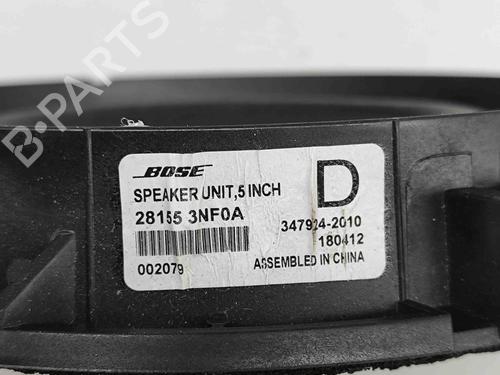 B-PARTS
BOSE
SPEAKER UNIT,5 INCH
D
28155 3NF0A
347924-2010
180412
002079
ASSEMBLED IN CHINA